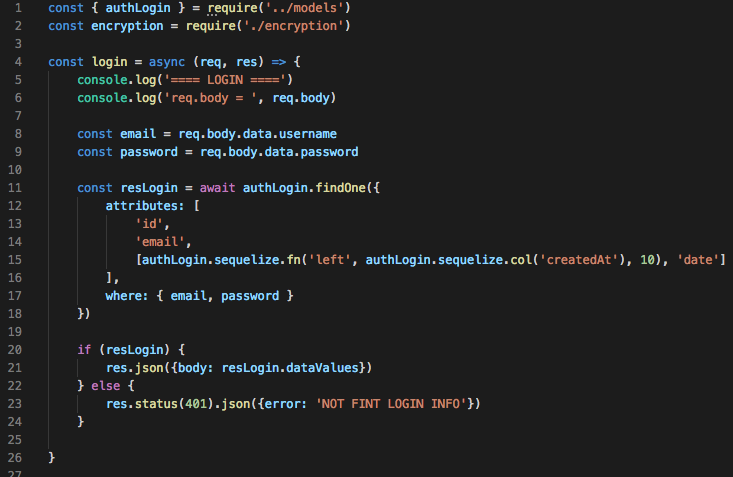 1 const { authLogin } = require('../models')
2 const encryption = require('./encryption')
3
4 const login = async (req, res) => {
5     console.log('==== LOGIN ====')
6     console.log('req.body = ', req.body)
7
8     const email = req.body.data.username
9     const password = req.body.data.password
10
11     const resLogin = await authLogin.findOne({
12         attributes: [
13             'id',
14             'email',
15             [authLogin.sequelize.fn('left', authLogin.sequelize.col('createdAt'), 10), 'date']
16         ],
17         where: { email, password }
18     })
19
20     if (resLogin) {
21         res.json({body: resLogin.dataValues})
22     } else {
23         res.status(401).json({error: 'NOT FINT LOGIN INFO'})
24     }
25
26 }
27